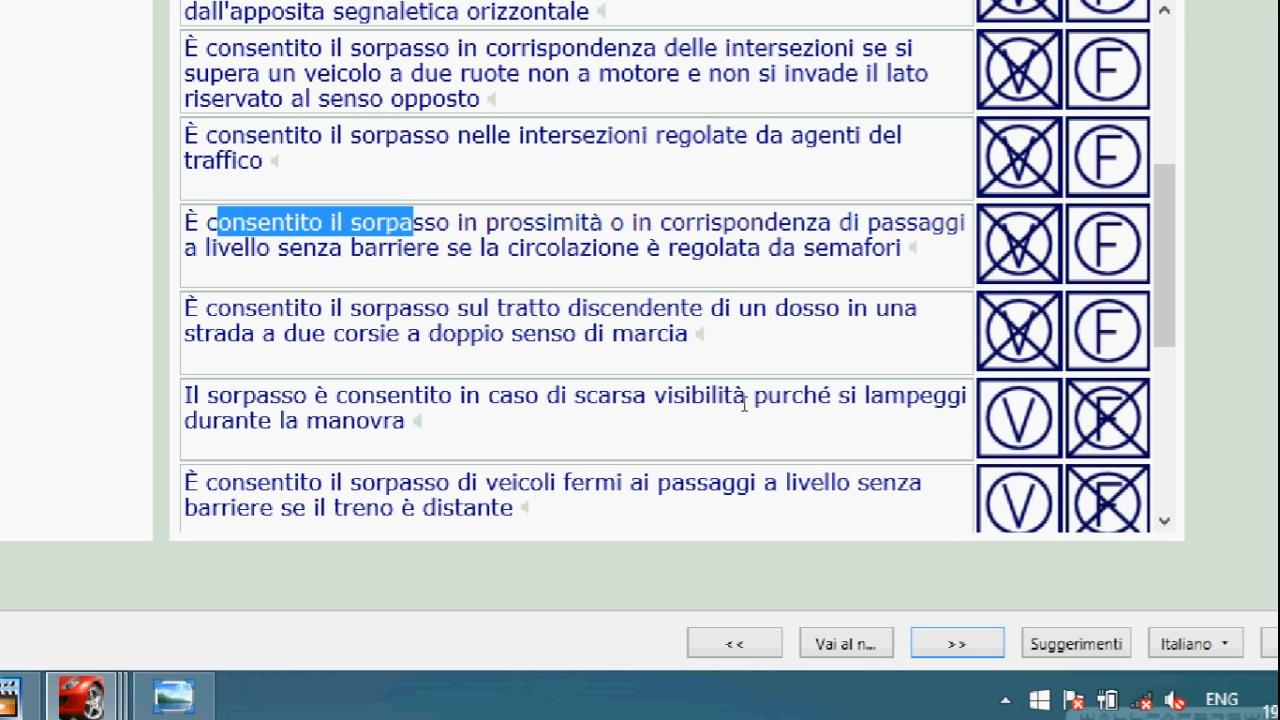 dall'apposita segnaletica orizzontale
È consentito il sorpasso in corrispondenza delle intersezioni se si
supera un veicolo a due ruote non a motore e non si invade il lato
riservato al senso opposto
V F
È consentito il sorpasso nelle intersezioni regolate da agenti del
traffico
V F
È consentito il sorpasso in prossimità o in corrispondenza di passaggi
a livello senza barriere se la circolazione è regolata da semafori
V F
È consentito il sorpasso sul tratto discendente di un dosso in una
strada a due corsie a doppio senso di marcia
V F
Il sorpasso è consentito in caso di scarsa visibilità purché si lampeggi
durante la manovra
V F
È consentito il sorpasso di veicoli fermi ai passaggi a livello senza
barriere se il treno è distante
V F
<< Vai al n... >> Suggerimenti Italiano
ENG